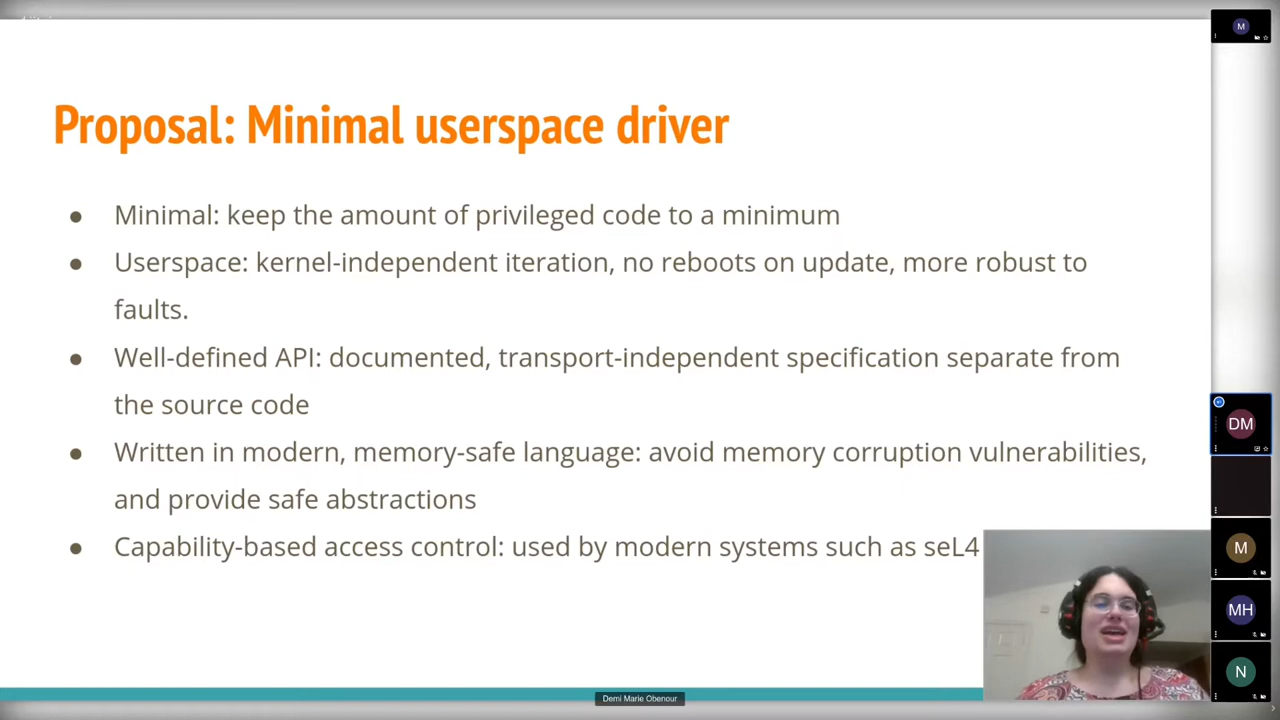 Proposal: Minimal userspace driver
● Minimal: keep the amount of privileged code to a minimum
● Userspace: kernel-independent iteration, no reboots on update, more robust to
faults.
● Well-defined API: documented, transport-independent specification separate from
the source code
● Written in modern, memory-safe language: avoid memory corruption vulnerabilities,
and provide safe abstractions
● Capability-based access control: used by modern systems such as seL4
M
DM
M
MH
N
Demi Marie Obenour